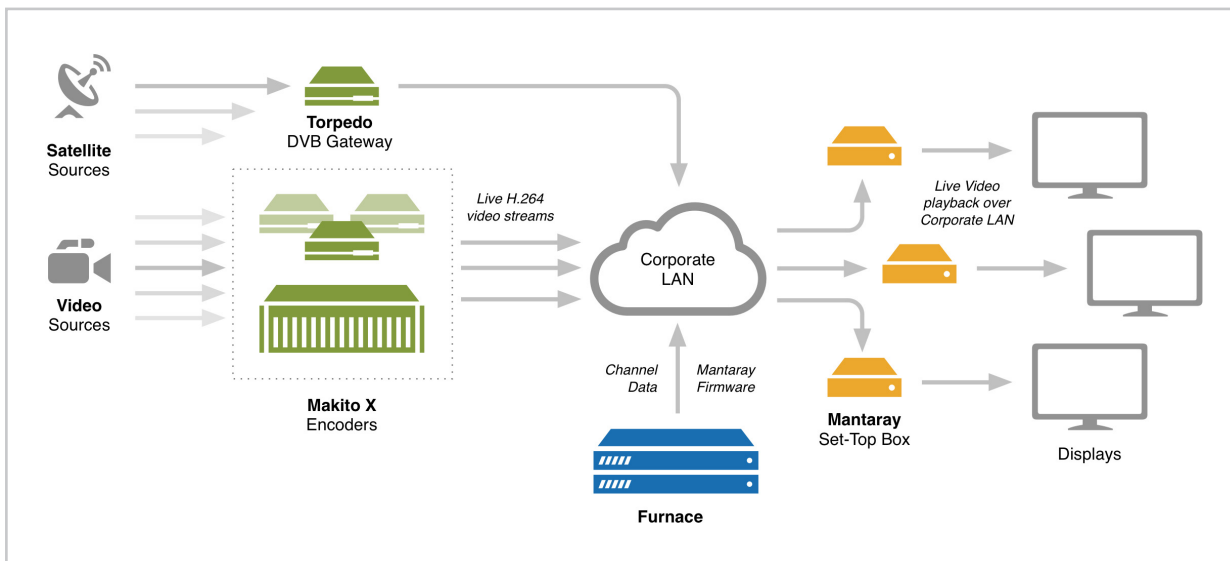 Satellite
Sources
Torpedo
DVB Gateway
Video
Sources
Makito X
Encoders
Live H.264
video streams
Corporate
LAN
Channel
Data
Mantaray
Firmware
Furnace
Live Video
playback over
Corporate LAN
Mantaray
Set-Top Box
Displays